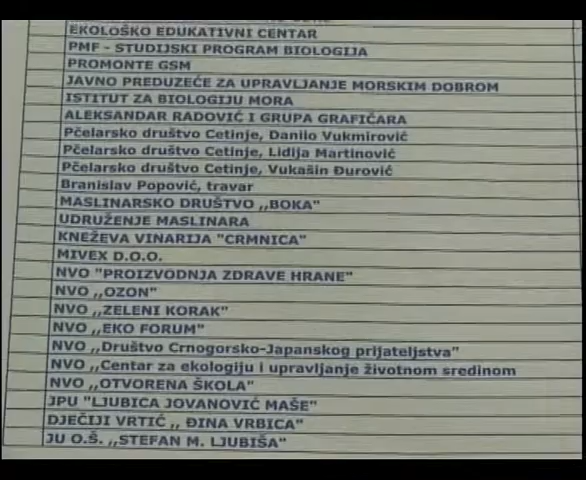 EKOLOŠKO EDUKATIVNI CENTAR
PMF - STUDIJSKI PROGRAM BIOLOGIJA
PROMONTE GSM
JAVNO PREDUZEĆE ZA UPRAVLJANJE MORSKIM DOBROM
ISTITUT ZA BIOLOGIJU MORA
ALEKSANDAR RADOVIĆ I GRUPA GRAFIČARA
Pčelarsko društvo Cetinje, Danilo Vukmirović
Pčelarsko društvo Cetinje, Lidija Martinović
Pčelarsko društvo Cetinje, Vukašin Đurović
Branislav Popović, travar
MASLINARSKO DRUŠTVO ,,BOKA"
UDRUŽENJE MASLINARA
KNEŽEVA VINARIJA "CRMNICA"
MIVEX D.O.O.
NVO "PROIZVODNJA ZDRAVE HRANE"
NVO ,,OZON"
NVO ,,ZELENI KORAK"
NVO ,,EKO FORUM"
NVO ,,Društvo Crnogorsko-Japanskog prijateljstva"
NVO ,,Centar za ekologiju i upravljanje životnom sredinom
NVO ,,OTVORENA ŠKOLA"
JPU "LJUBICA JOVANOVIĆ MAŠE"
DJEČIJI VRTIĆ ,, ĐINA VRBICA"
JU O.Š. ,,STEFAN M. LJUBIŠA"